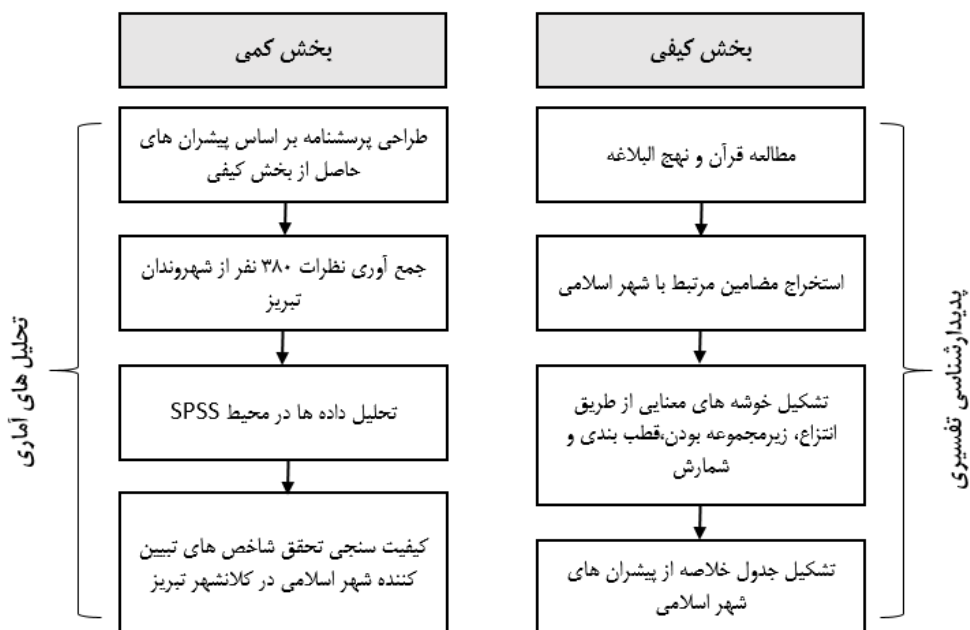 بخش کیفی
مطالعه قرآن و نهج البلاغه
استخراج مضامین مرتبط با شهر اسلامی
تشکیل خوشه های معنایی از طریق
انتزاع، زیرمجموعه بودن،قطب بندی و
شمارش
تشکیل جدول خلاصه از پیشران های
شهر اسلامی
پدیدارشناسی تفسیری
بخش کمی
طراحی پرسشنامه بر اساس پیشران های
حاصل از بخش کیفی
جمع آوری نظرات ۳۸۰ نفر از شهروندان
تبریز
تحلیل داده ها در محیط SPSS
کیفیت سنجی تحقق شاخص های تبیین
کننده شهر اسلامی در کلانشهر تبریز
تحلیل های آماری